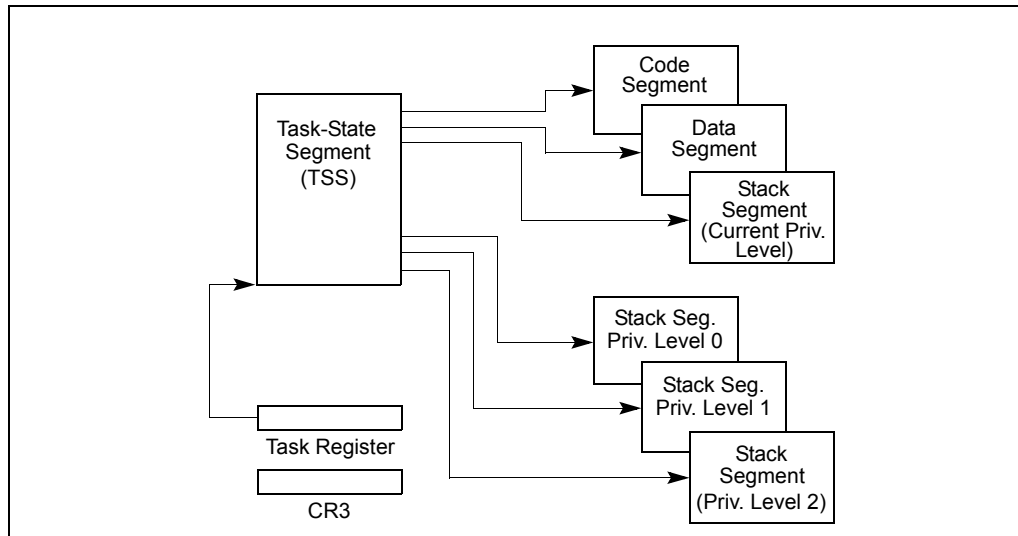 Code
Segment
Task-State
Segment
(TSS)
Data
Segment
Stack
Segment
(Current Priv.
Level)
Stack Seg.
Priv. Level 0
Stack Seg.
Priv. Level 1
Task Register
Stack
Segment
(Priv. Level 2)
CR3